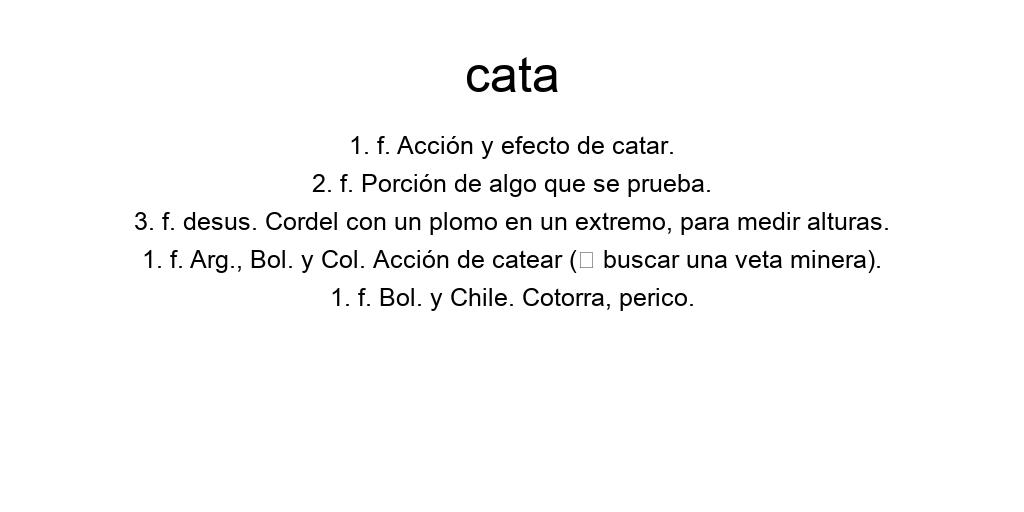 cata
1. f. Acción y efecto de catar.
2. f. Porción de algo que se prueba.
3. f. desus. Cordel con un plomo en un extremo, para medir alturas.
1. f. Arg., Bol. y Col. Acción de catear (▯ buscar una veta minera).
1. f. Bol. y Chile. Cotorra, perico.